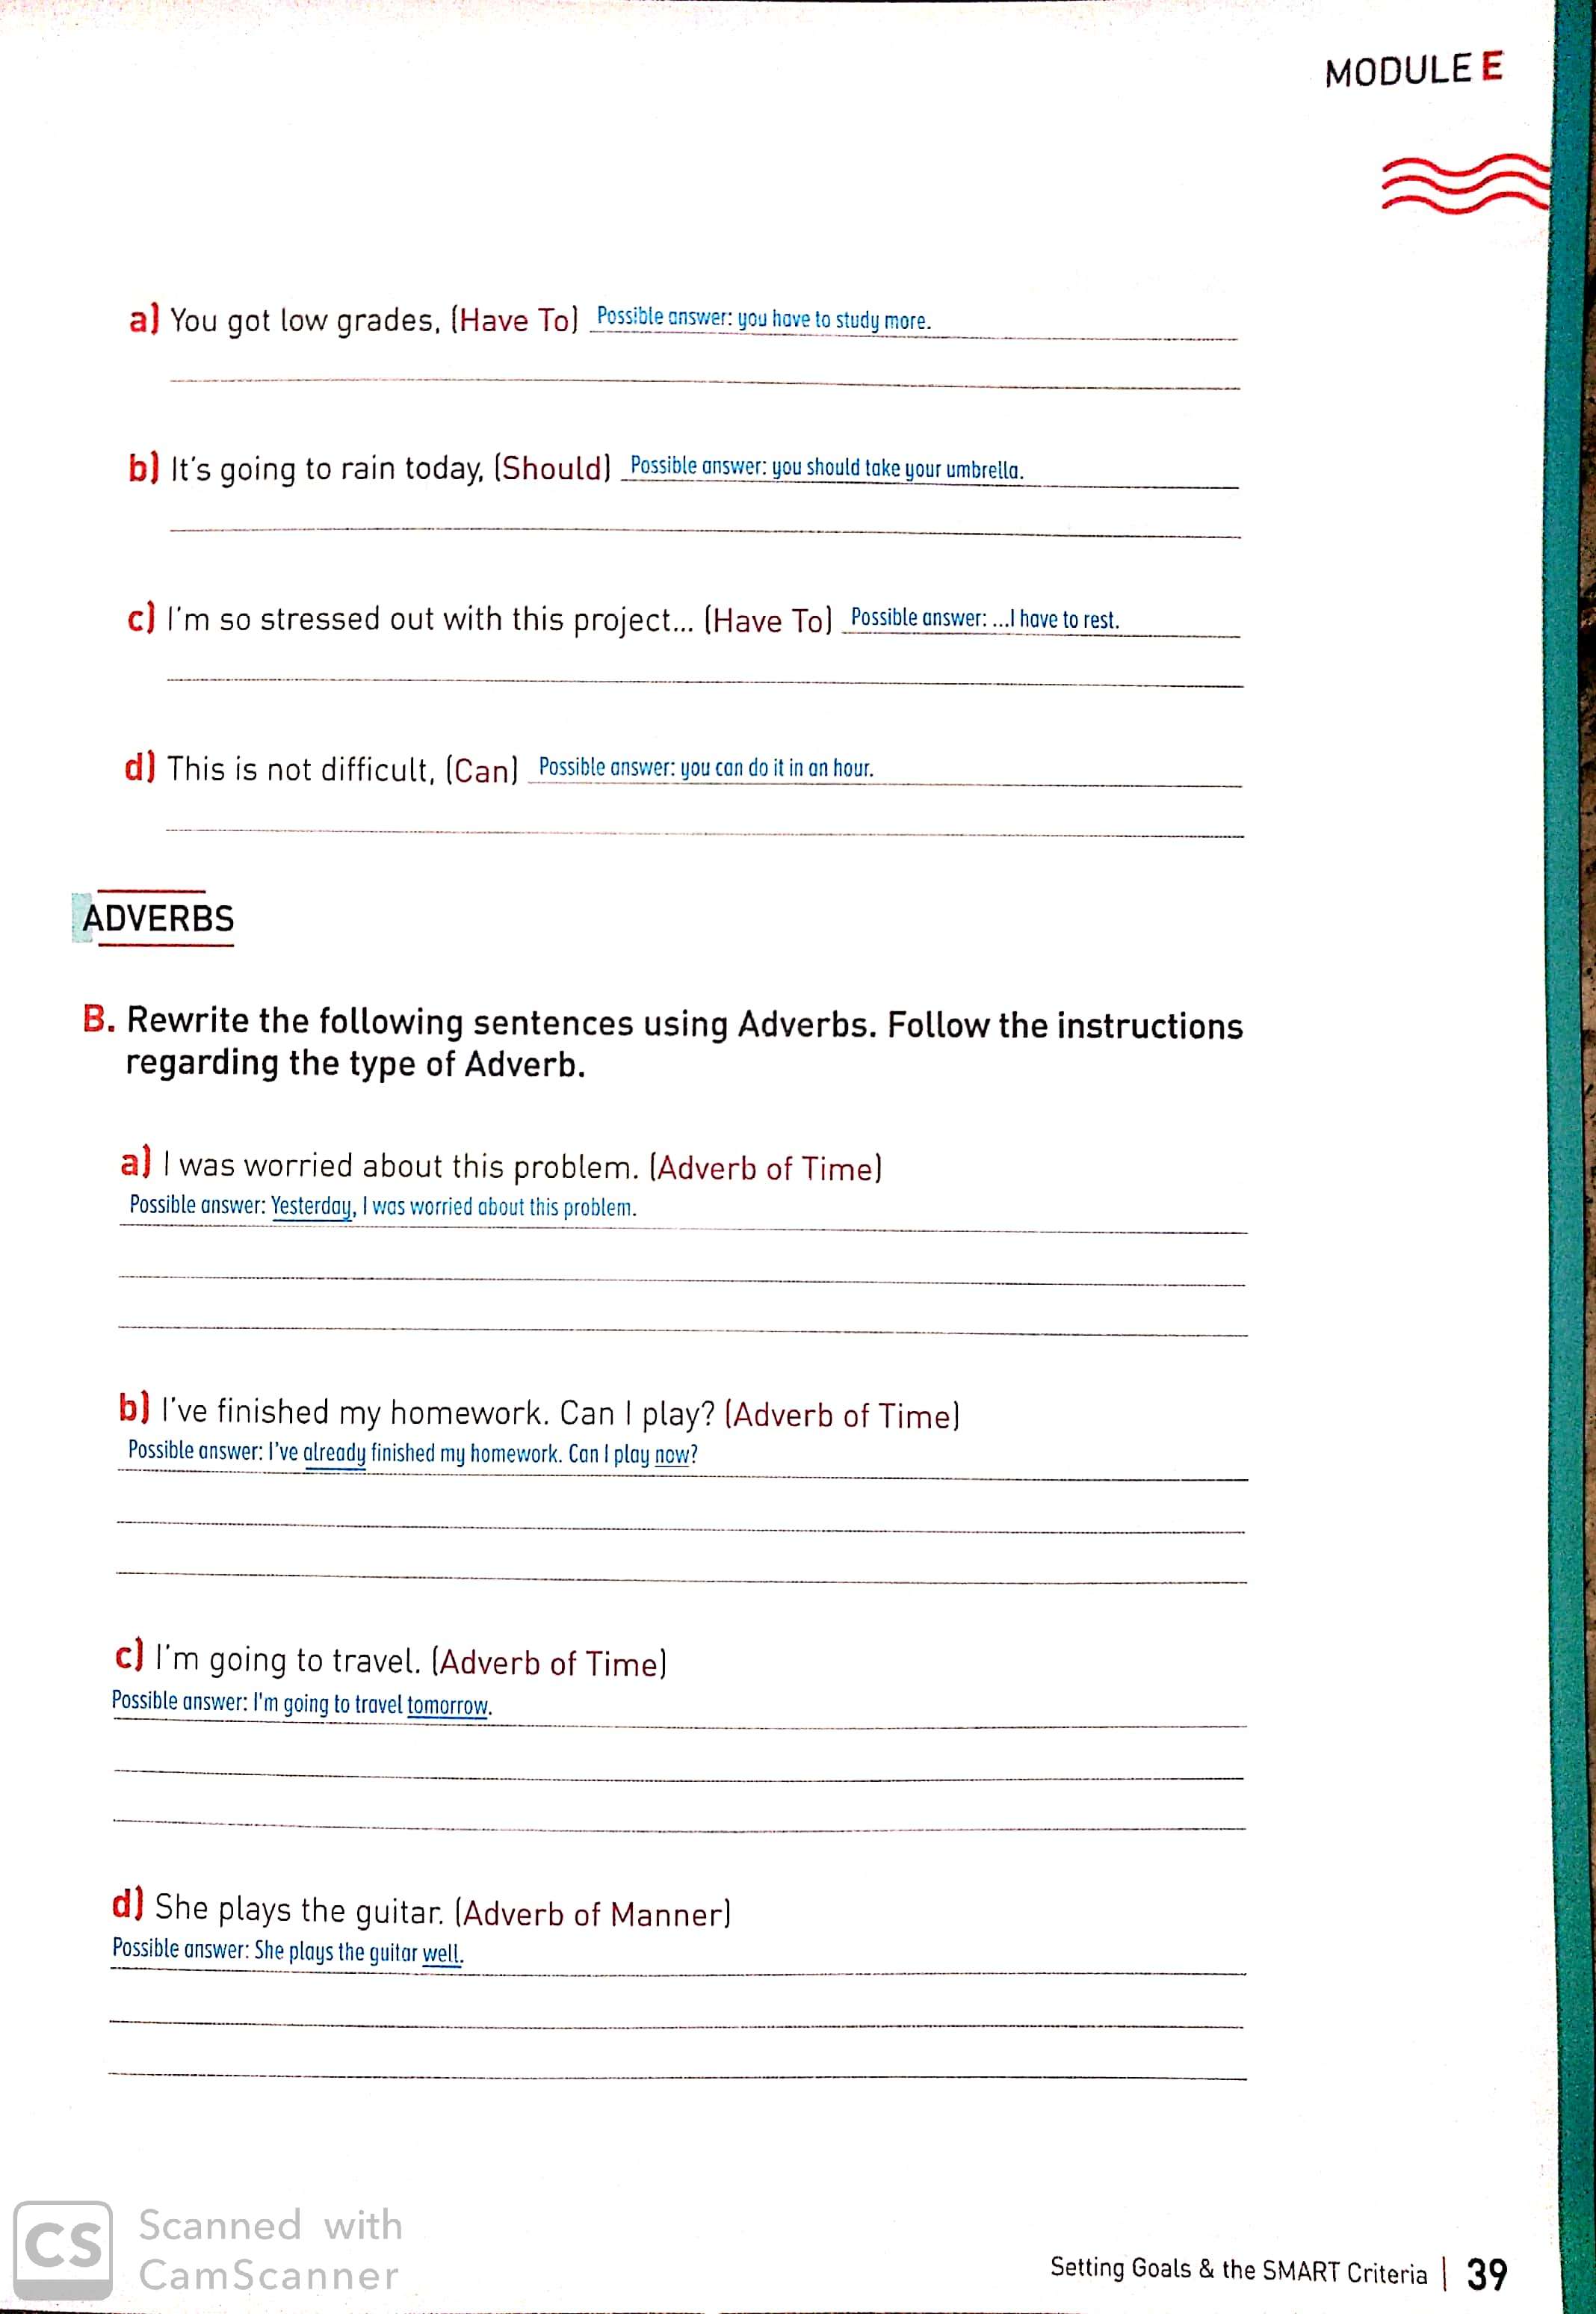 MODULE E
a) You got low grades, (Have To) Possible answer: you have to study more.
b) It's going to rain today, (Should) Possible answer: you should take your umbrella.
c) I'm so stressed out with this project... (Have To) Possible answer: ...I have to rest.
d) This is not difficult, (Can) Possible answer: you can do it in an hour.
ADVERBS
B. Rewrite the following sentences using Adverbs. Follow the instructions
regarding the type of Adverb.
a) I was worried about this problem. (Adverb of Time)
Possible answer: Yesterday, I was worried about this problem.
b) I've finished my homework. Can I play? (Adverb of Time)
Possible answer: I've already finished my homework. Can I play now?
c) I'm going to travel. (Adverb of Time)
Possible answer: I'm going to travel tomorrow.
d) She plays the guitar. (Adverb of Manner)
Possible answer: She plays the guitar well.
CS Scanned with
CamScanner
Setting Goals & the SMART Criteria | 39